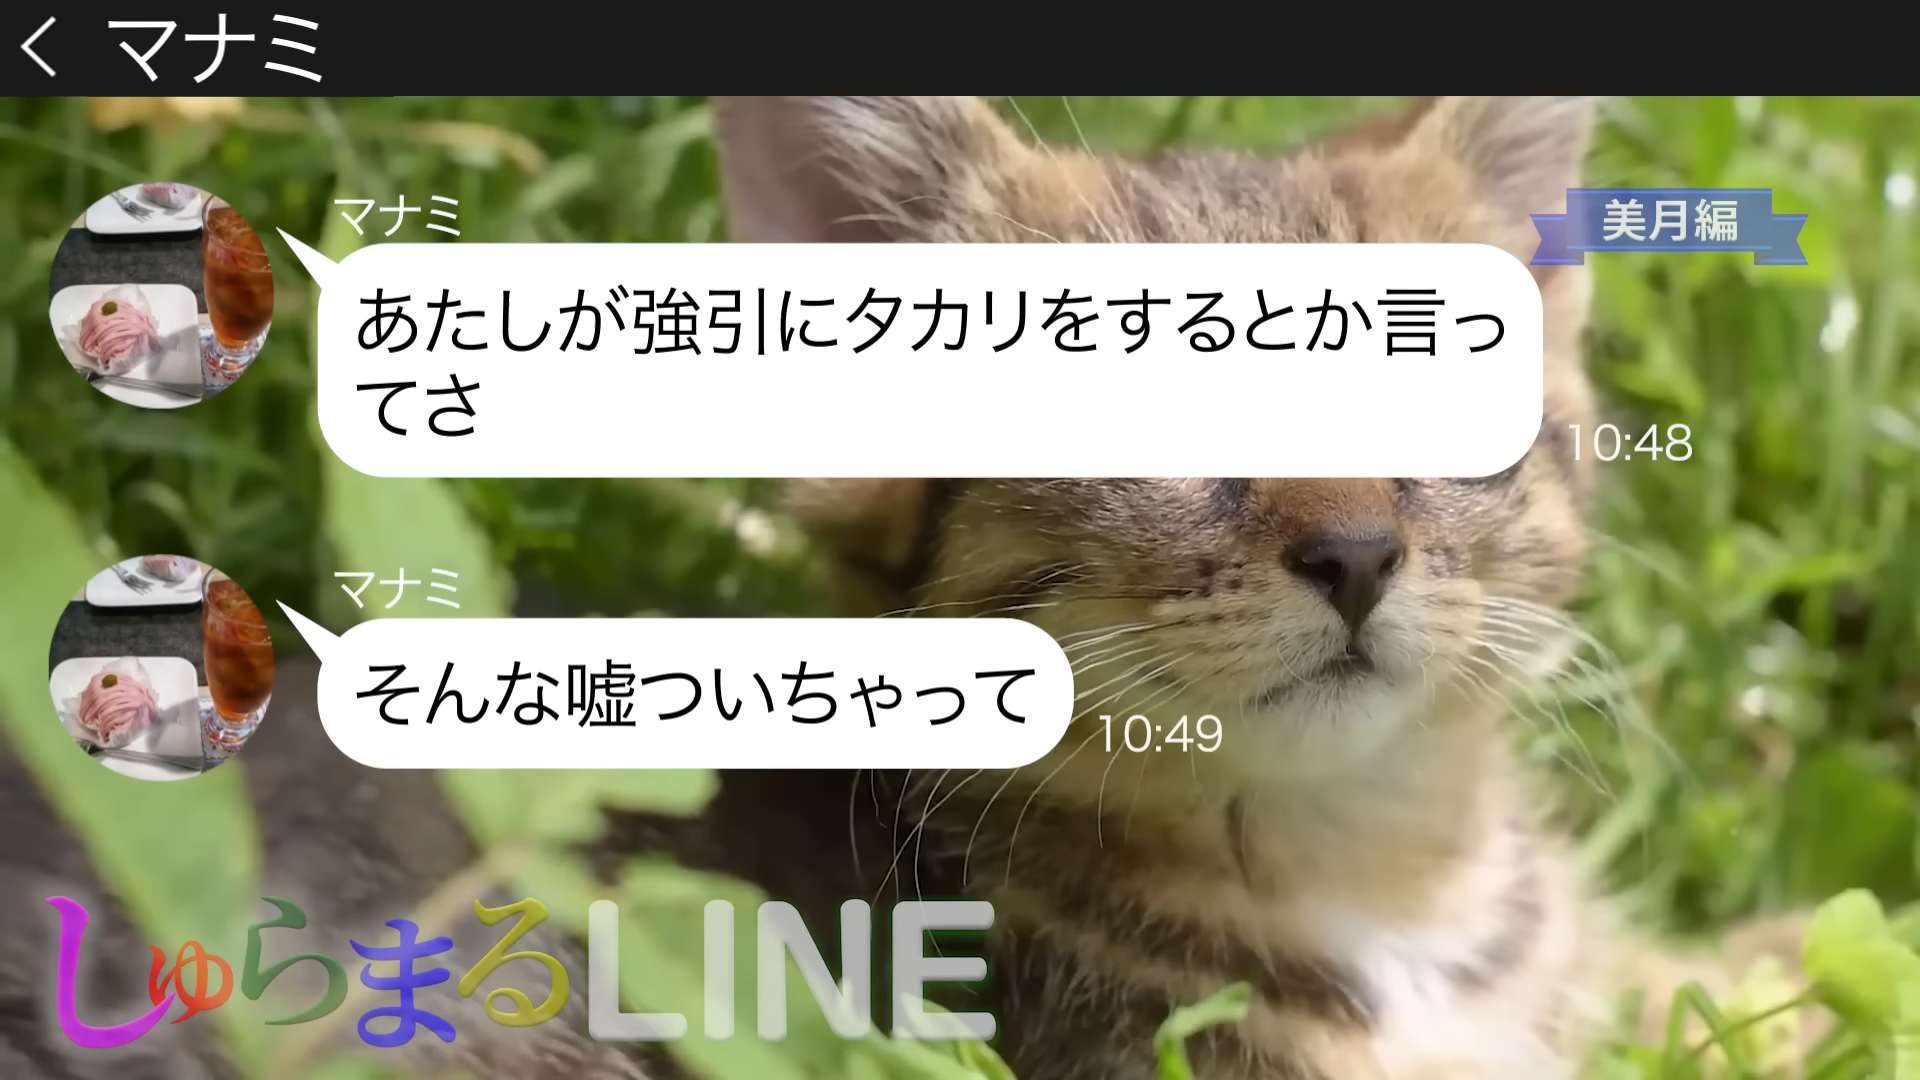 マナミ
マナミ
美月編
あたしが強引にタカリをするとか言っ
てさ
10:48
マナミ
そんな嘘ついちゃって
10:49
しゅらまるLINE